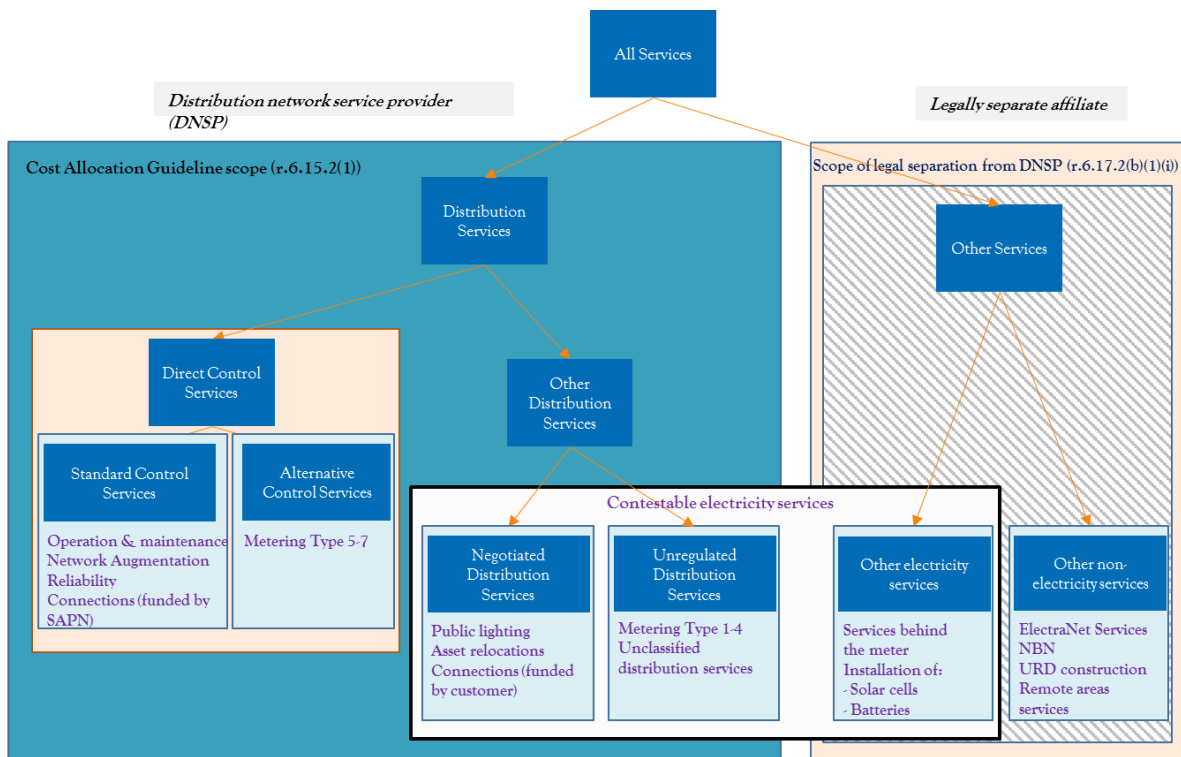 All Services
Distribution network service provider
(DNSP)
Legally separate affiliate
Cost Allocation Guideline scope (r.6.15.2(1))
Scope of legal separation from DNSP (r.6.17.2(b)(1)(i))
Distribution
Services
Other Services
Direct Control
Services
Other
Distribution
Services
Standard Control
Services
Operation & maintenance
Network Augmentation
Reliability
Connections (funded by
SAPN)
Alternative
Control Services
Metering Type 5-7
Contestable electricity services
Negotiated
Distribution
Services
Public lighting
Asset relocations
Connections (funded
by customer)
Unregulated
Distribution
Services
Metering Type 1-4
Unclassified
distribution services
Other electricity
services
Services behind
the meter
Installation of:
- Solar cells
- Batteries
Other non-
electricity services
ElectraNet Services
NBN
URD construction
Remote areas
services